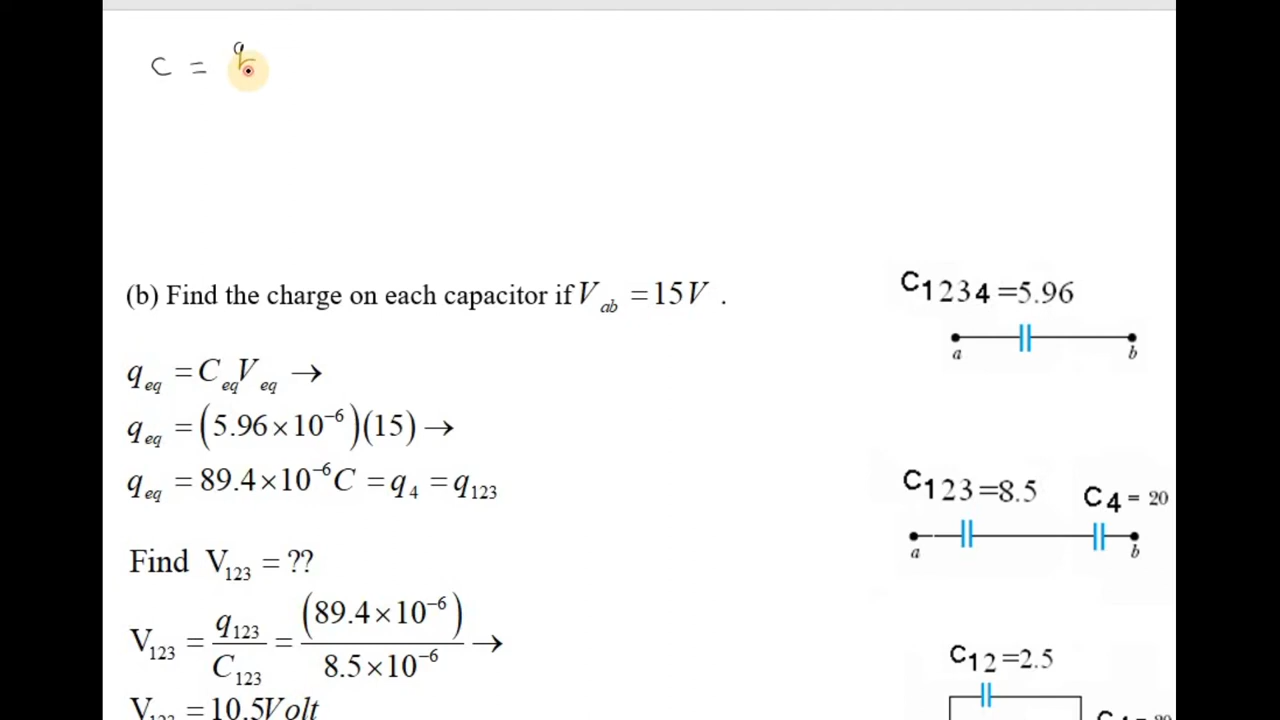 C = q
(b) Find the charge on each capacitor if V_ab = 15V .
C1234 =5.96
a b
q_eq = C_eq V_eq →
q_eq = (5.96×10^-6)(15) →
q_eq = 89.4×10^-6 C = q_4 = q_123
C123=8.5 C4 = 20
a b
Find V_123 = ??
V_123 = q_123 / C_123 = (89.4×10^-6) / 8.5×10^-6 →
C12 =2.5
V_123 = 10.5Volt